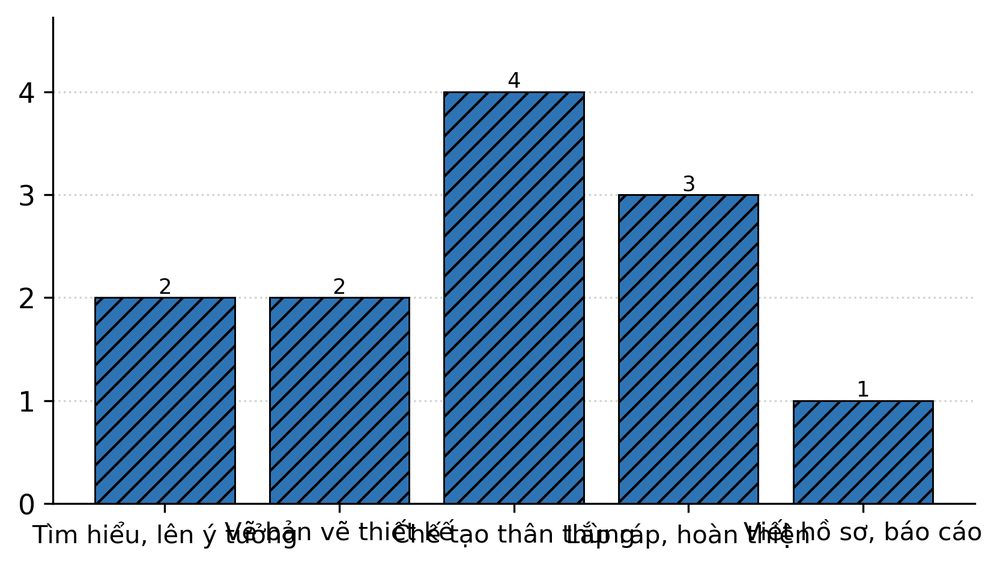 4
3
2
1
0
2
2
4
3
1
Tìm hiểu, lên ý tưởng
Vẽ bản vẽ thiết kế
Chế tạo thân thùng
Lắp ráp, hoàn thiện
Viết hồ sơ, báo cáo